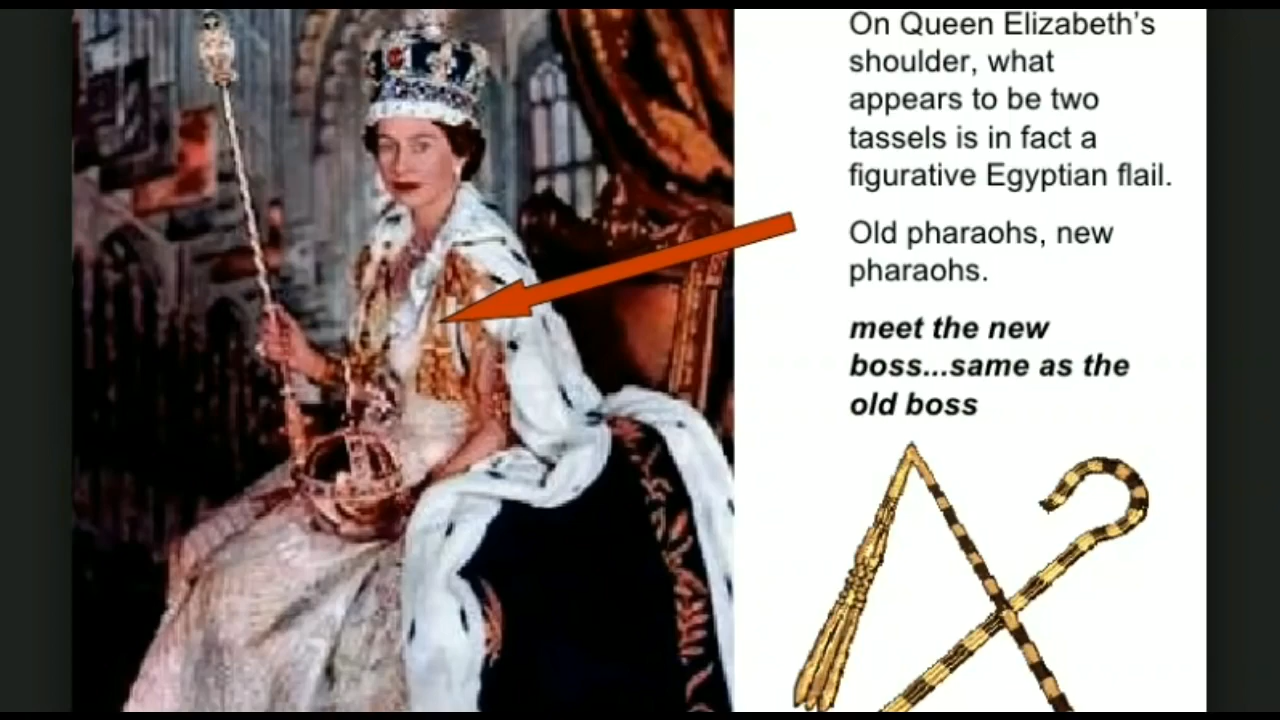 On Queen Elizabeth's
shoulder, what
appears to be two
tassels is in fact a
figurative Egyptian flail.
Old pharaohs, new
pharaohs.
meet the new
boss...same as the
old boss